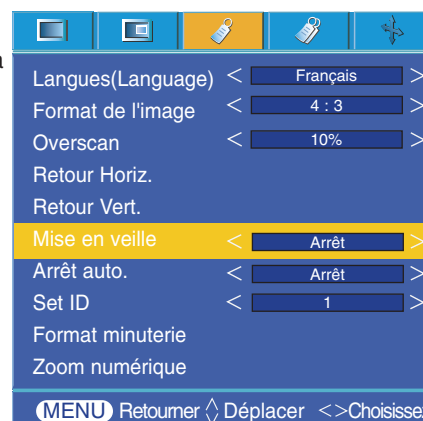 Langues(Language) < Français >
Format de l'image < 4 : 3 >
Overscan < 10% >
Retour Horiz.
Retour Vert.
Mise en veille < Arrêt >
Arrêt auto. < Arrêt >
Set ID < 1 >
Format minuterie
Zoom numérique
MENU Retourner Déplacer <>Choisissez